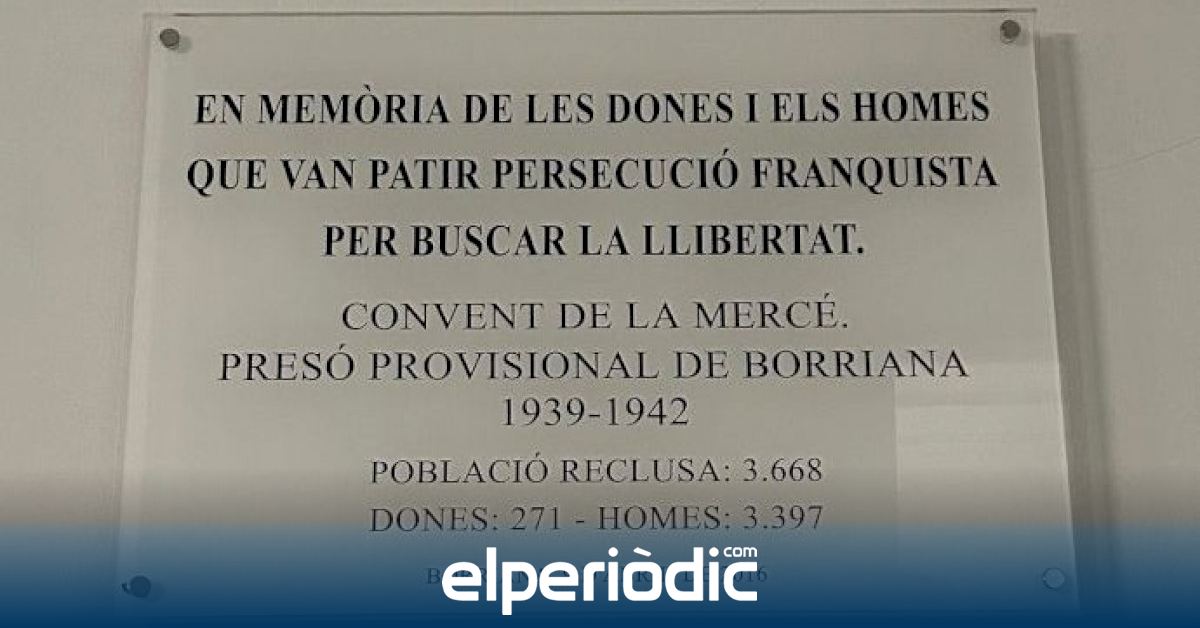 EN MEMÒRIA DE LES DONES I ELS HOMES
QUE VAN PATIR PERSECUCIÓ FRANQUISTA
PER BUSCAR LA LLIBERTAT.
CONVENT DE LA MERCÉ.
PRESÓ PROVISIONAL DE BORRIANA
1939-1942
POBLACIÓ RECLUSA: 3.668
DONES: 271 - HOMES: 3.397
elperiòdic.com